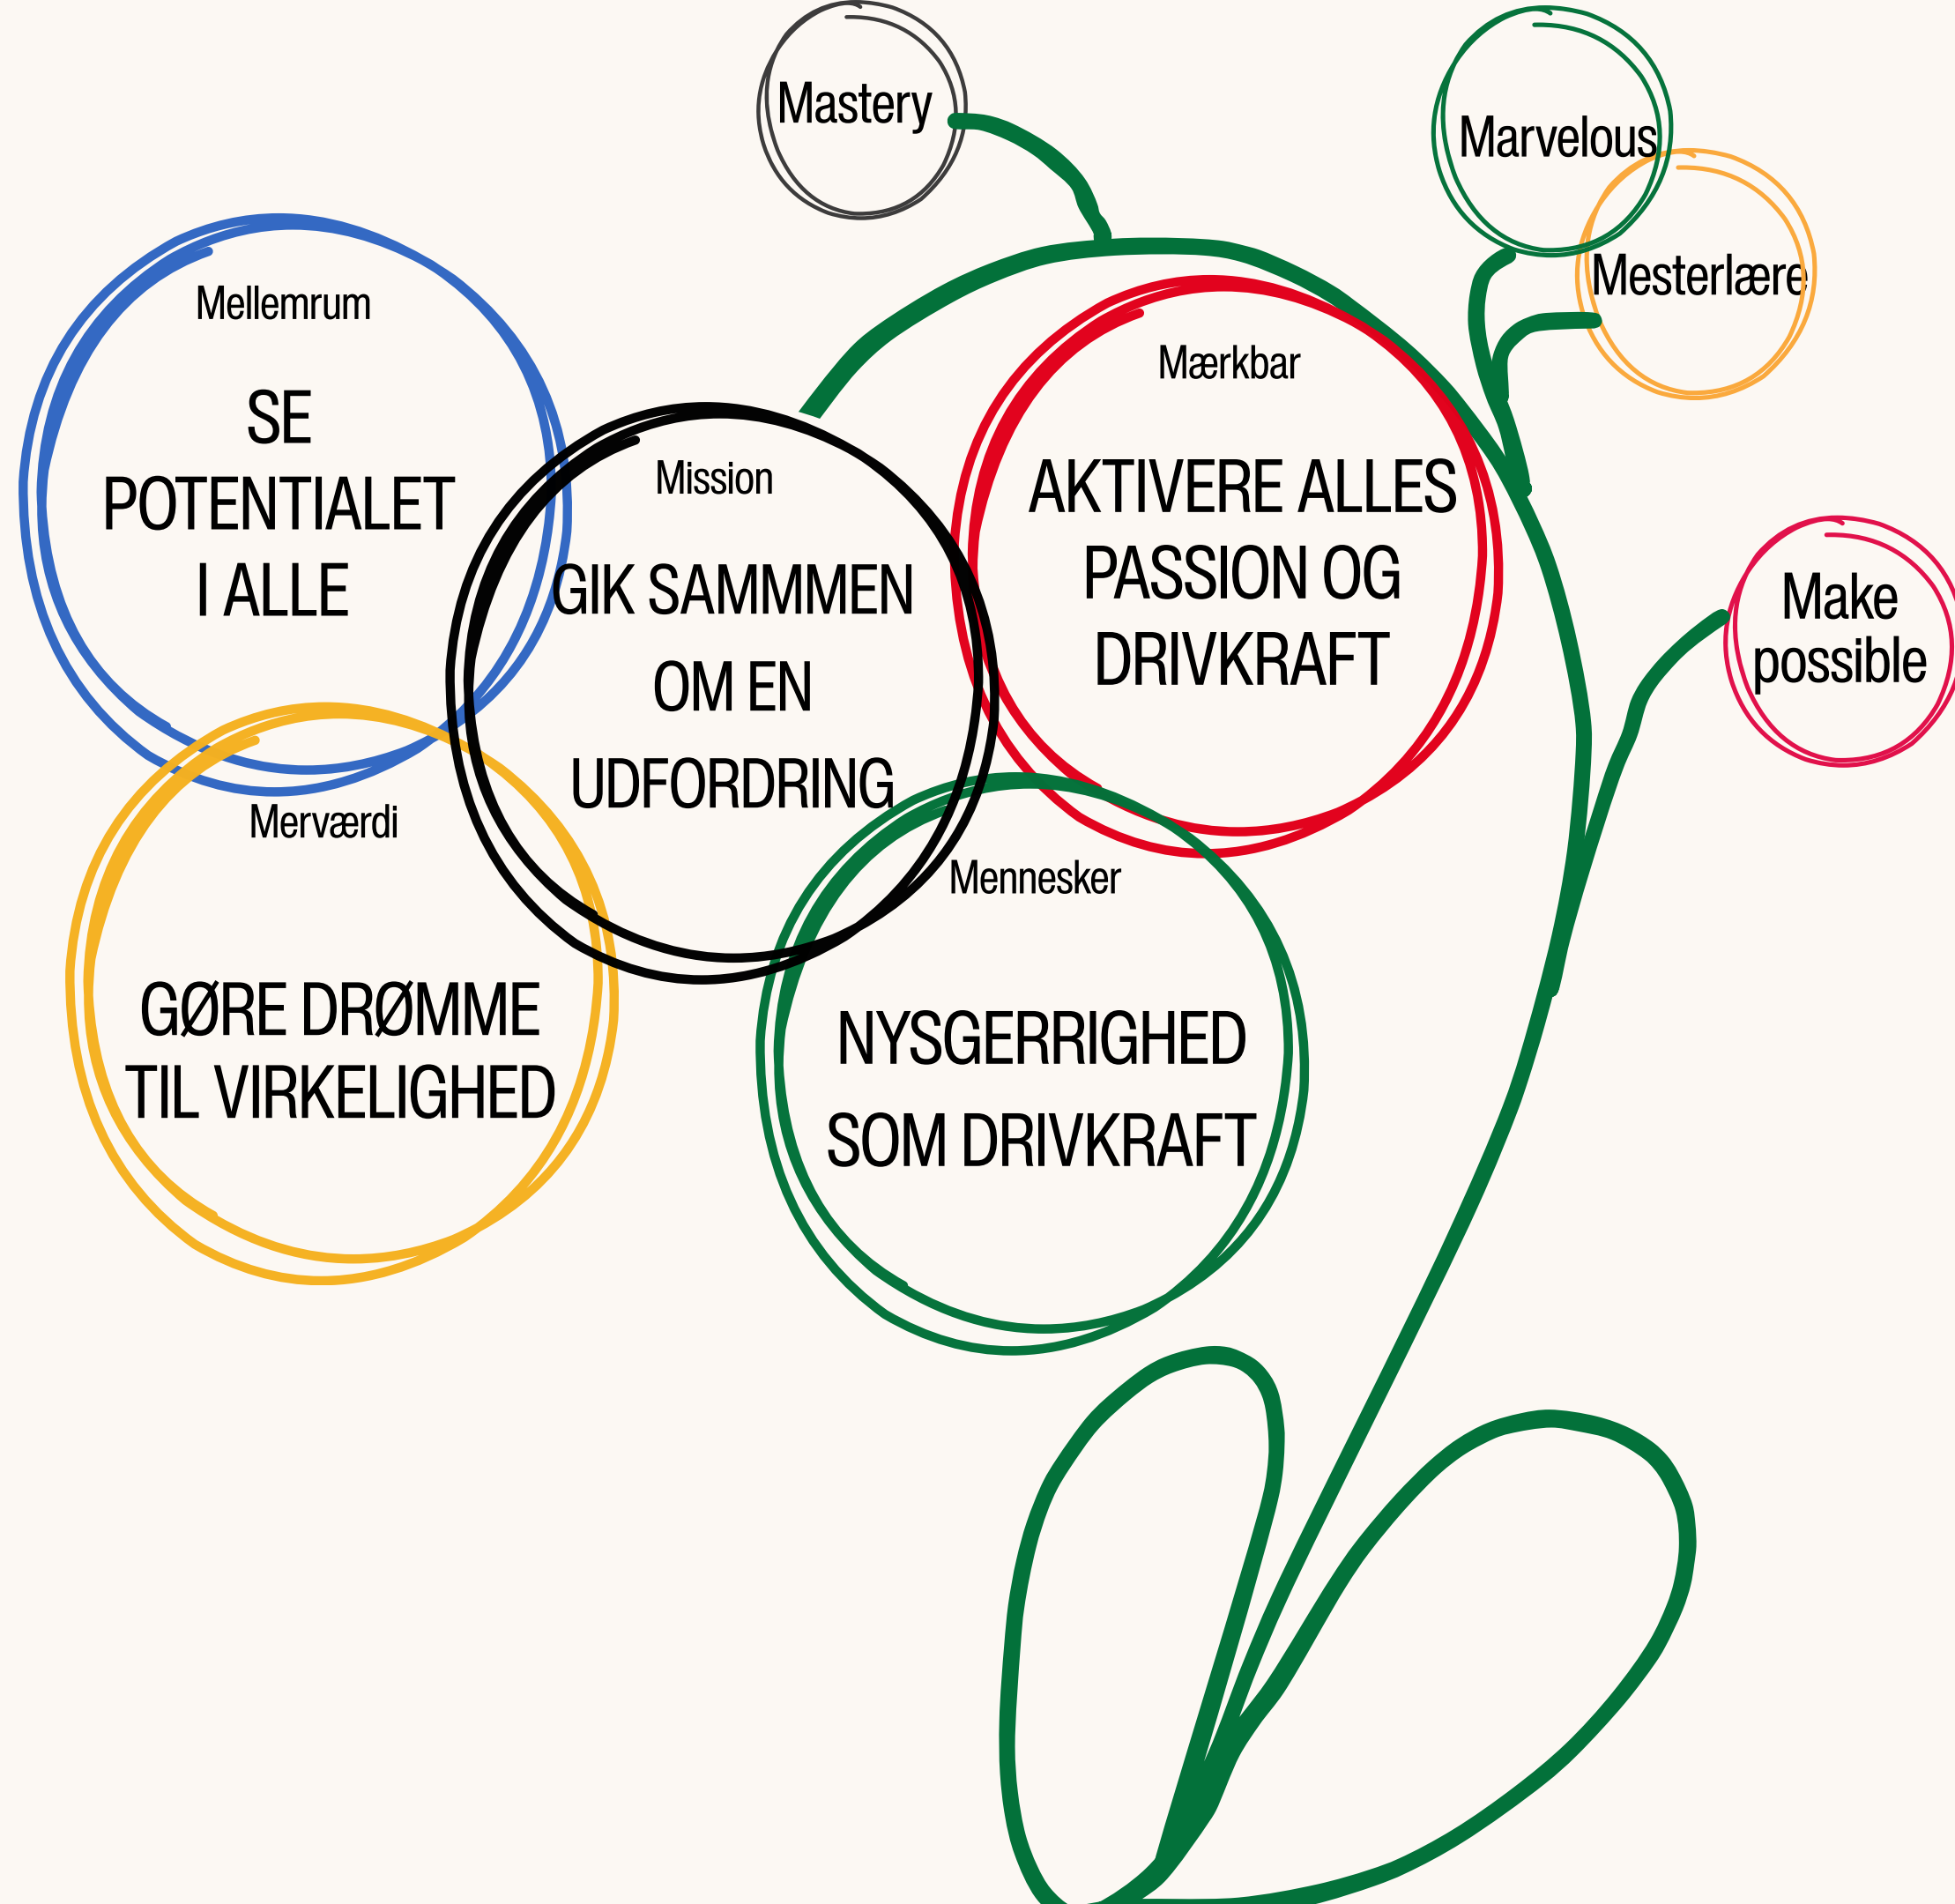 Mastery
Marvelous
Mesterlære
Make
possible
Mellemrum
SE
POTENTIALET
I ALLE
Mission
GIK SAMMMEN
OM EN
UDFORDRING
Mærkbar
AKTIVERE ALLES
PASSION OG
DRIVKRAFT
Merværdi
GØRE DRØMME
TIL VIRKELIGHED
Mennesker
NYSGERRIGHED
SOM DRIVKRAFT